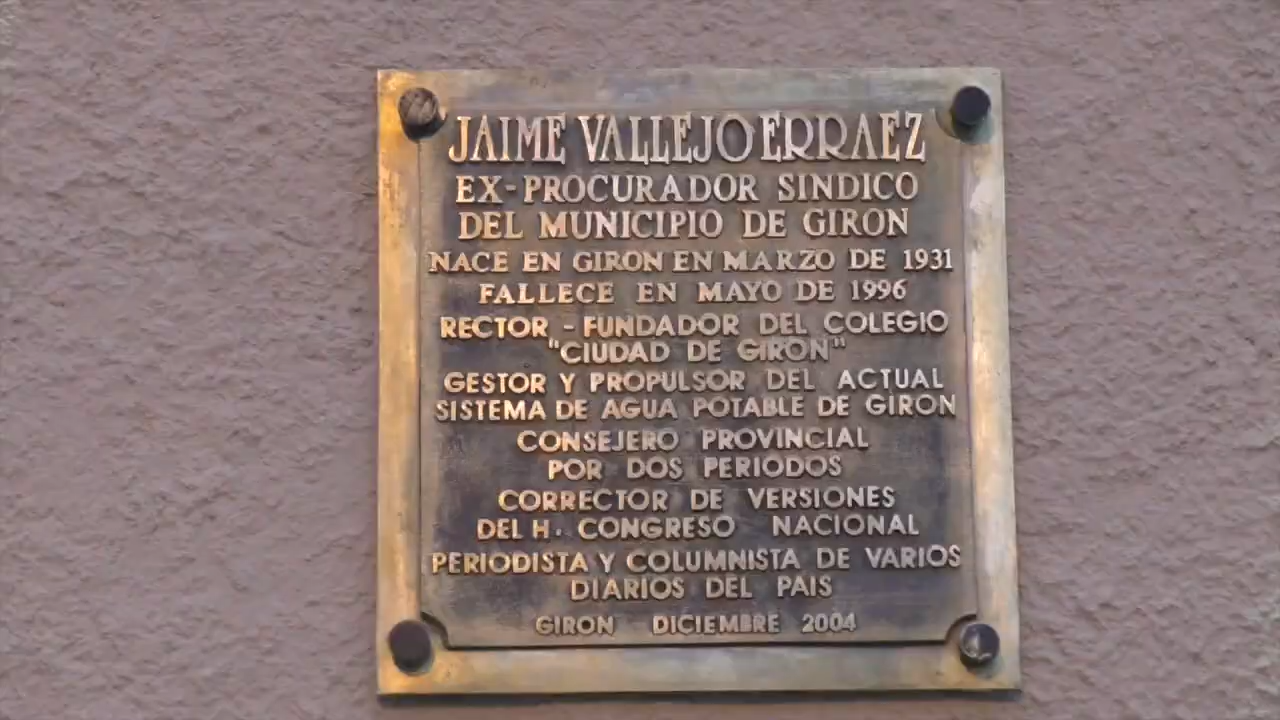 JAIME VALLEJO ERRAEZ
EX-PROCURADOR SINDICO
DEL MUNICIPIO DE GIRON
NACE EN GIRON EN MARZO DE 1931
FALLECE EN MAYO DE 1996
RECTOR - FUNDADOR DEL COLEGIO
"CIUDAD DE GIRON"
GESTOR Y PROPULSOR DEL ACTUAL
SISTEMA DE AGUA POTABLE DE GIRON
CONSEJERO PROVINCIAL
POR DOS PERIODOS
CORRECTOR DE VERSIONES
DEL H. CONGRESO NACIONAL
PERIODISTA Y COLUMNISTA DE VARIOS
DIARIOS DEL PAIS
GIRON DICIEMBRE 2004